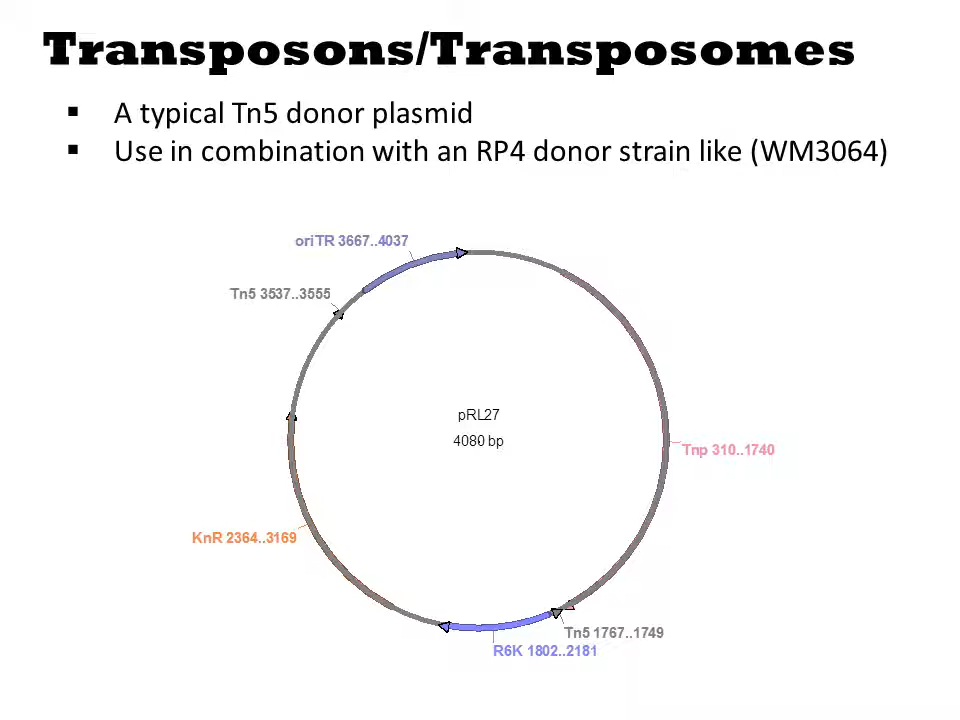 Transposons/Transposomes
▪ A typical Tn5 donor plasmid
▪ Use in combination with an RP4 donor strain like (WM3064)
oriTR 3667..4037
Tn5 3537..3555
pRL27
4080 bp
Tnp 310..1740
KnR 2364..3169
Tn5 1767..1749
R6K 1802..2181